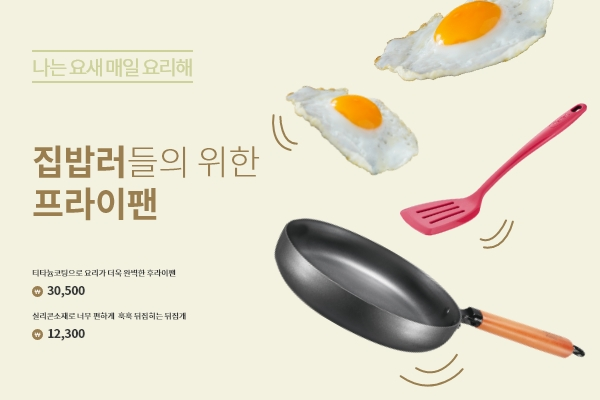 나는 요새 매일 요리해
집밥러들의 위한
프라이팬
티타늄코팅으로 요리가 더욱 완벽한 후라이팬
₩ 30,500
실리콘소재로 너무 편하게 훅훅 뒤집히는 뒤집개
₩ 12,300